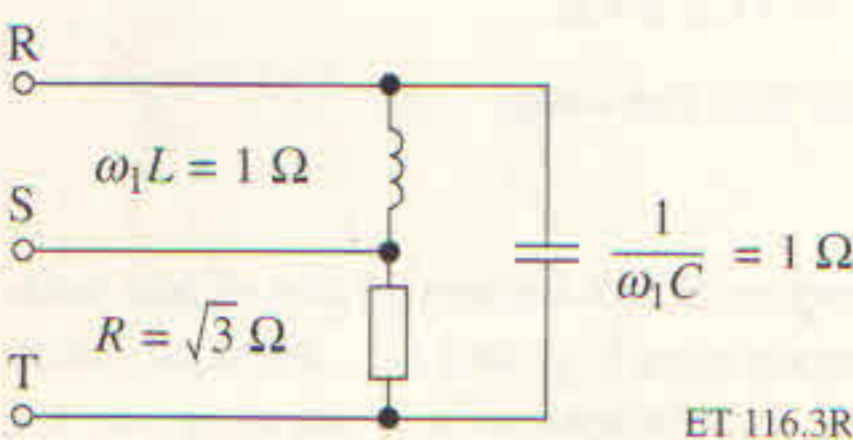 R
ω₁L = 1 Ω
S
1
ω₁C
= 1 Ω
R = √3 Ω
T
ET 116.3R